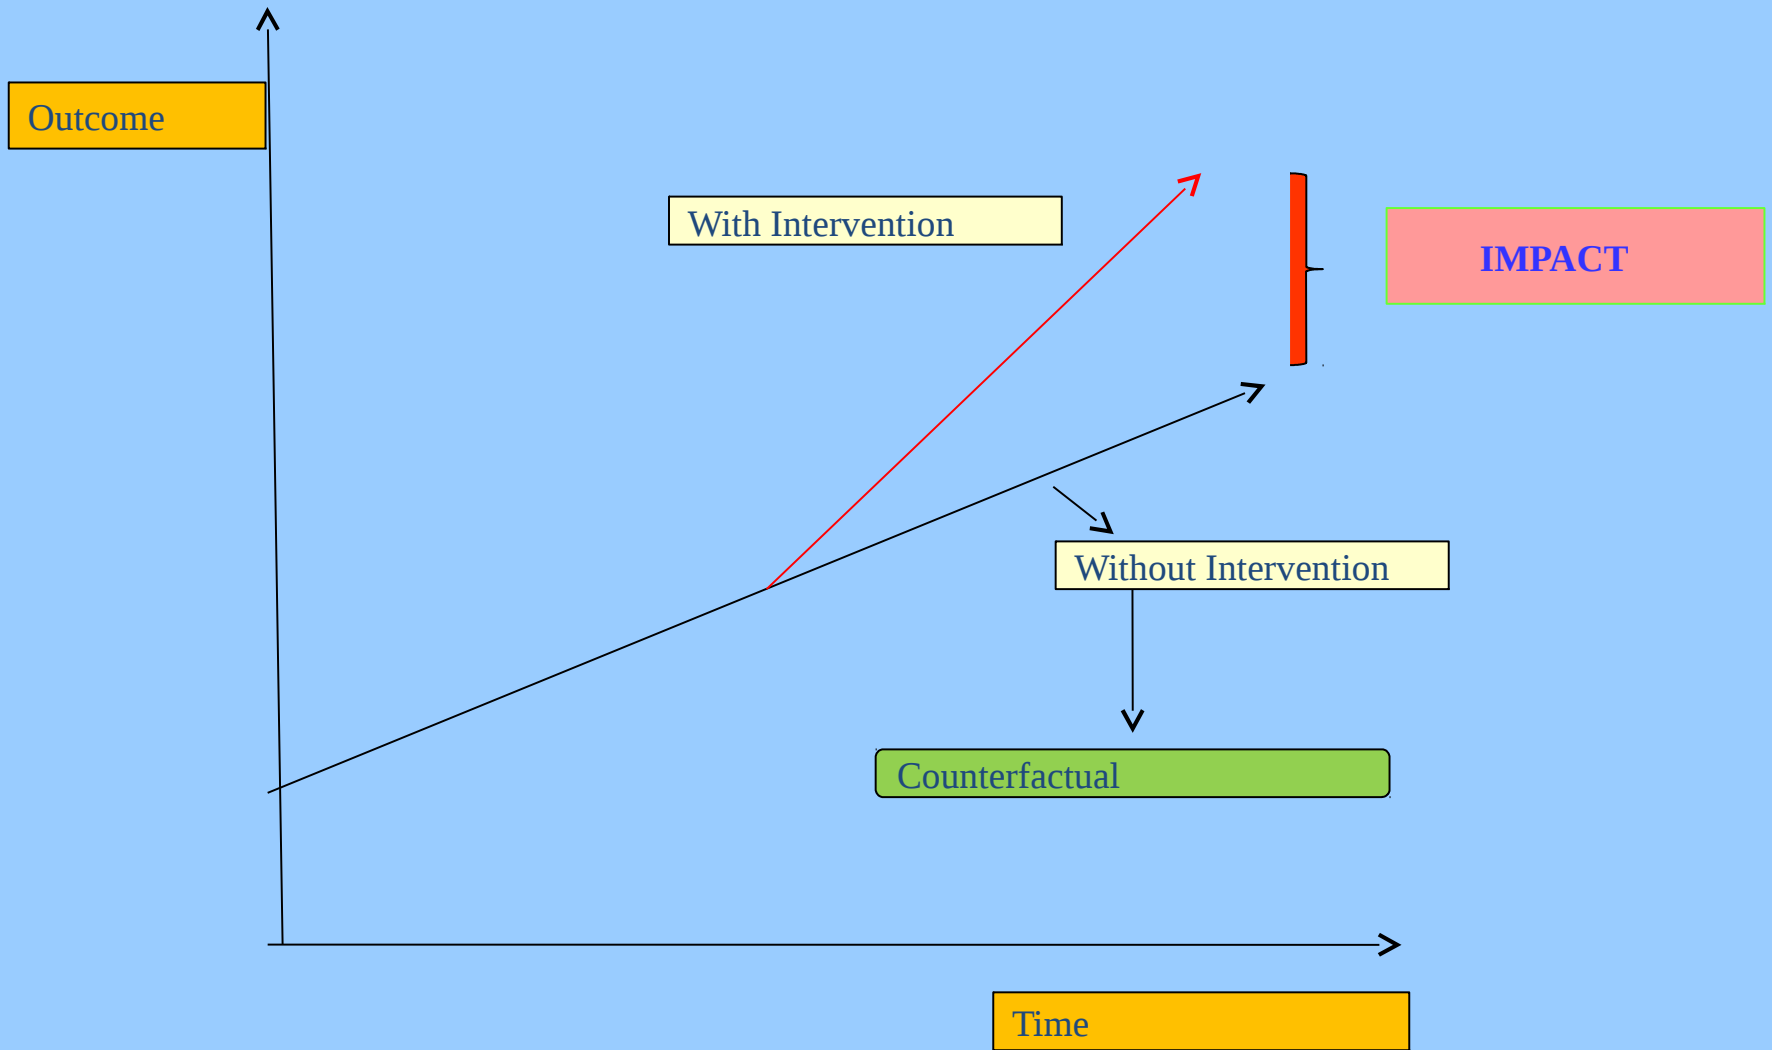 Outcome
With Intervention
IMPACT
Without Intervention
Counterfactual
Time